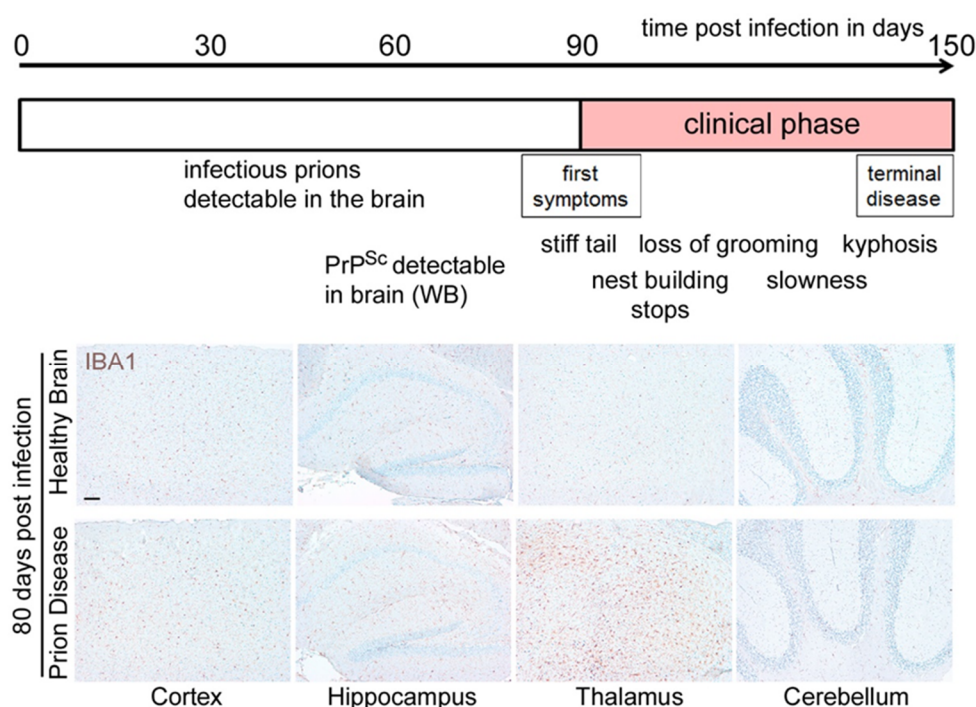 time post infection in days
0 30 60 90 150
clinical phase
infectious prions
detectable in the brain
first
symptoms
terminal
disease
stiff tail loss of grooming kyphosis
PrPSc detectable
in brain (WB)
nest building slowness
stops
80 days post infection
Healthy Brain
IBA1
Prion Disease
Cortex Hippocampus Thalamus Cerebellum